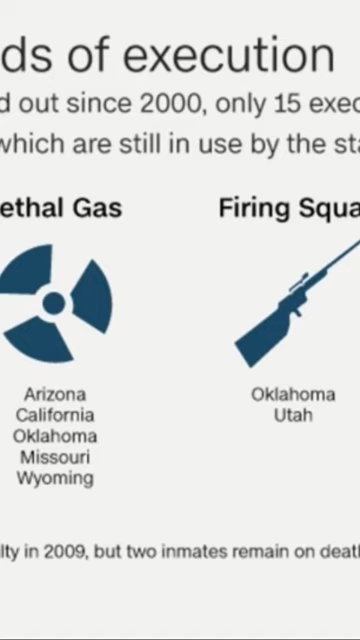 ds of execution
d out since 2000, only 15 exec
which are still in use by the sta
ethal Gas
Arizona
California
Oklahoma
Missouri
Wyoming
Firing Squa
Oklahoma
Utah
lty in 2009, but two inmates remain on death